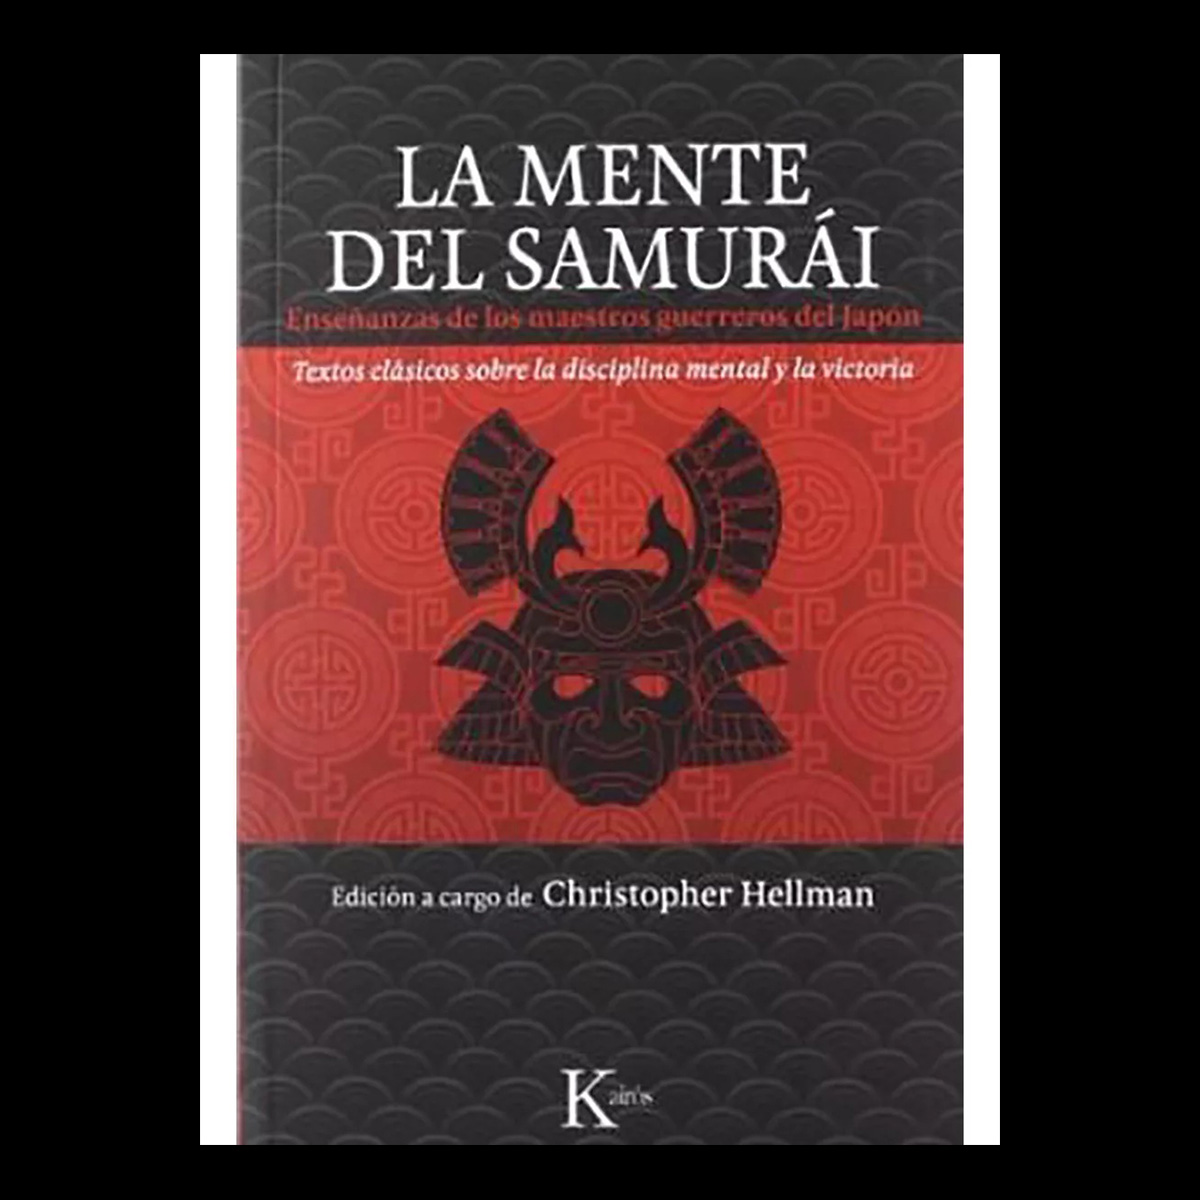 LA MENTE
DEL SAMURÁI
Enseñanzas de los maestros guerreros del Japón
Textos clásicos sobre la disciplina mental y la victoria
Edición a cargo de Christopher Hellman
Kairós